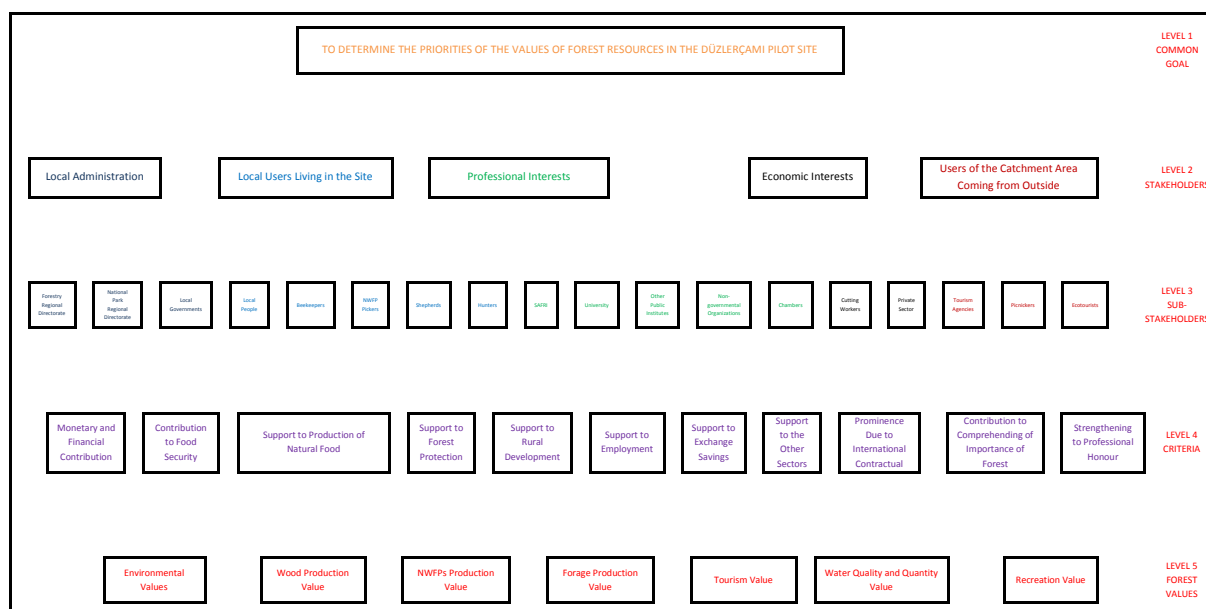 TO DETERMINE THE PRIORITIES OF THE VALUES OF FOREST RESOURCES IN THE DÜZLERÇAMI PILOT SITE
LEVEL 1
COMMON
GOAL
Local Administration
Local Users Living in the Site
Professional Interests
Economic Interests
Users of the Catchment Area
Coming from Outside
LEVEL 2
STAKEHOLDERS
Forestry
Regional
Directorate
National
Park
Regional
Directorate
Local
Governments
Local
People
Beekeepers
NWFP
Pickers
Shepherds
Hunters
SAFRI
University
Other
Public
Institutes
Non-
governmental
Organizations
Chambers
Cutting
Workers
Private
Sector
Tourism
Agencies
Picnickers
Ecotourists
LEVEL 3
SUB-
STAKEHOLDERS
Monetary and
Financial
Contribution
Contribution
to Food
Security
Support to Production of
Natural Food
Support to
Forest
Protection
Support to
Rural
Development
Support to
Employment
Support to
Exchange
Savings
Support
to the
Other
Sectors
Prominence
Due to
International
Contractual
Contribution to
Comprehending of
Importance of
Forest
Strengthening
to Professional
Honour
LEVEL 4
CRITERIA
Environmental
Values
Wood Production
Value
NWFPs Production
Value
Forage Production
Value
Tourism Value
Water Quality and Quantity
Value
Recreation Value
LEVEL 5
FOREST
VALUES